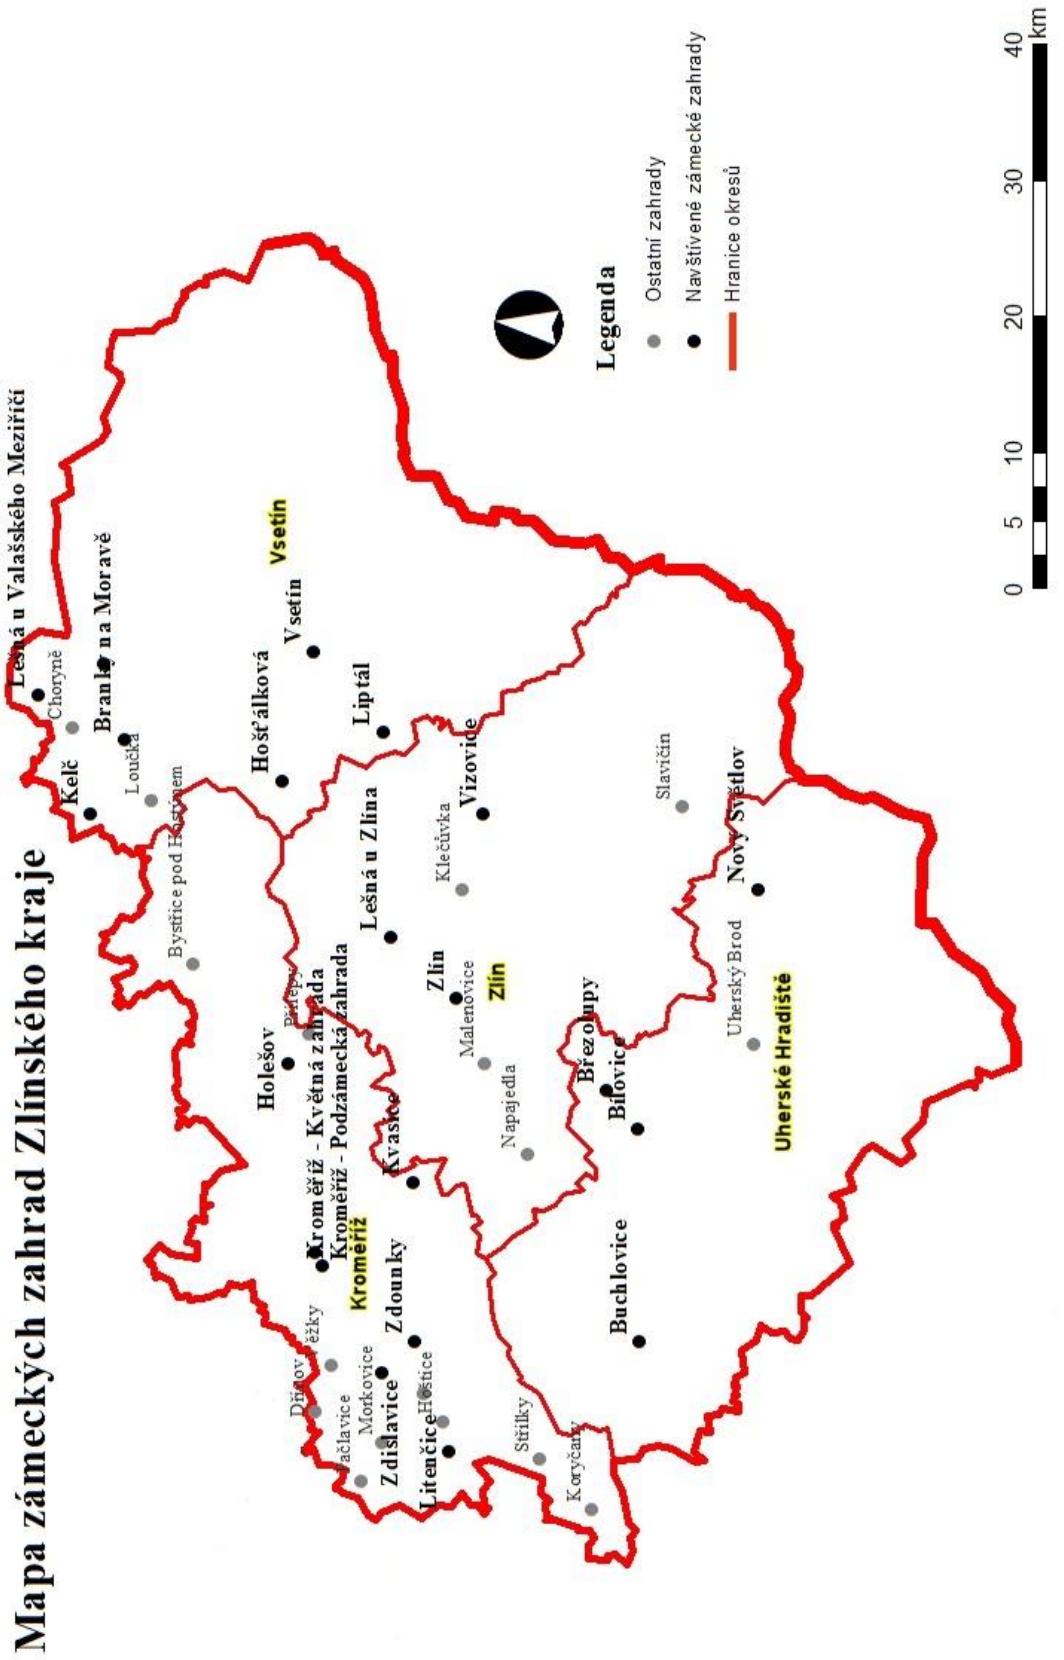 Mapa zámeckých zahrad Zlínského kraje
Lešná u Valašského Meziříčí
Choryně
Kelč
Branky na Moravě
Loučka
Bystřice pod Hostýnem
Hošťálková
Vsetín
Vsetín
Liptál
Holešov
Přílepy
Kroměříž - Květná zahrada
Kroměříž - Podzámecká zahrada
Kroměříž
Lešná u Zlína
Vizovice
Klečůvka
Zlín
Zlín
Malenovice
Napajedla
Kvasice
Věžky
Dřínov
Pačlavice
Morkovice
Zdislavice
Zdounky
Hoštice
Litenčice
Střílky
Koryčany
Buchlovice
Březolupy
Bílovice
Uherské Hradiště
Uherský Brod
Nový Světlov
Slavičín
Legenda
Ostatní zahrady
Navštívené zámecké zahrady
Hranice okresů
0 5 10 20 30 40
km